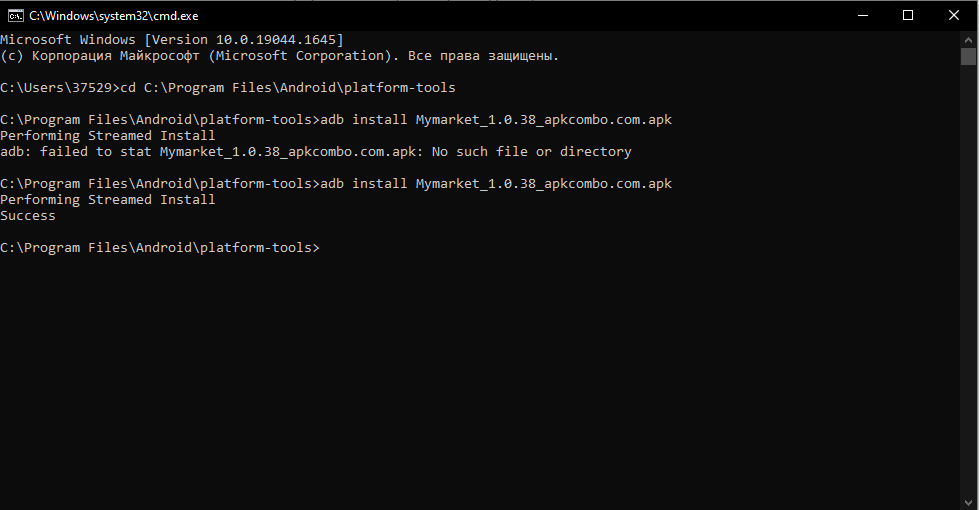 C:\Windows\system32\cmd.exe
Microsoft Windows [Version 10.0.19044.1645]
(c) Корпорация Майкрософт (Microsoft Corporation). Все права защищены.
C:\Users\37529>cd C:\Program Files\Android\platform-tools
C:\Program Files\Android\platform-tools>adb install Mymarket_1.0.38_apkcombo.com.apk
Performing Streamed Install
adb: failed to stat Mymarket_1.0.38_apkcombo.com.apk: No such file or directory
C:\Program Files\Android\platform-tools>adb install Mymarket_1.0.38_apkcombo.com.apk
Performing Streamed Install
Success
C:\Program Files\Android\platform-tools>